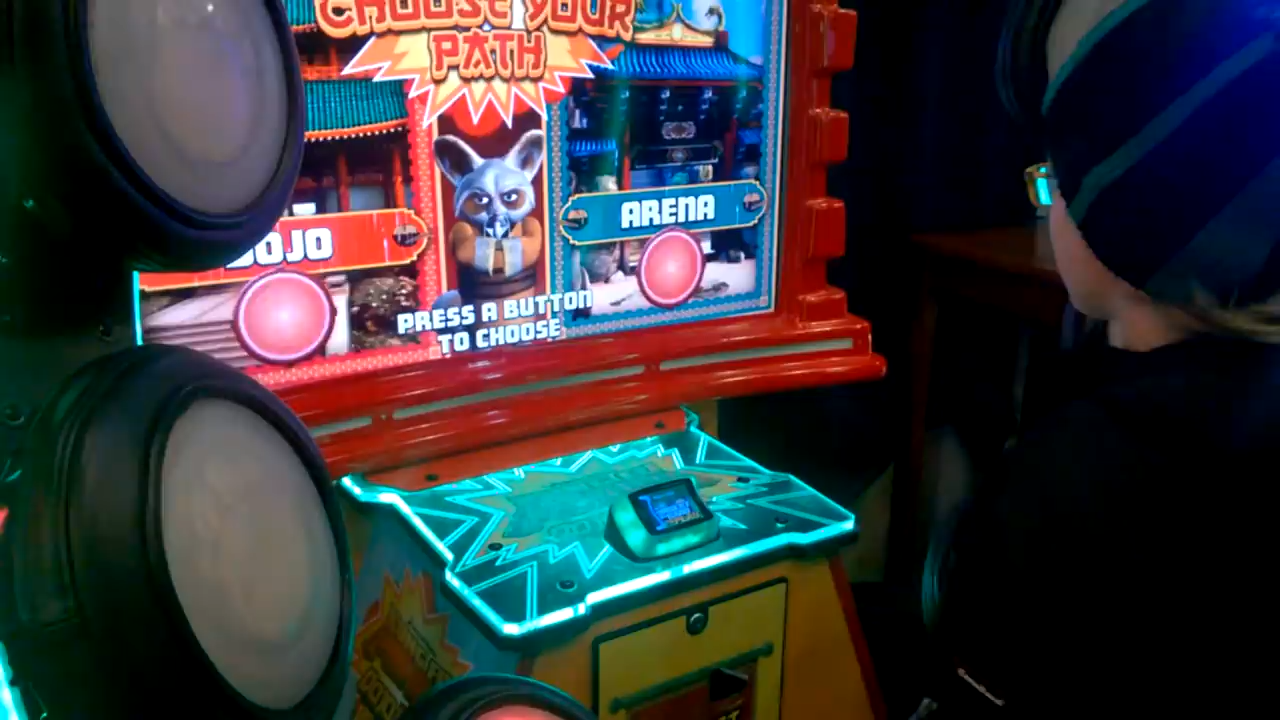 CHOOSE YOUR
PATH
DOJO
ARENA
PRESS A BUTTON
TO CHOOSE